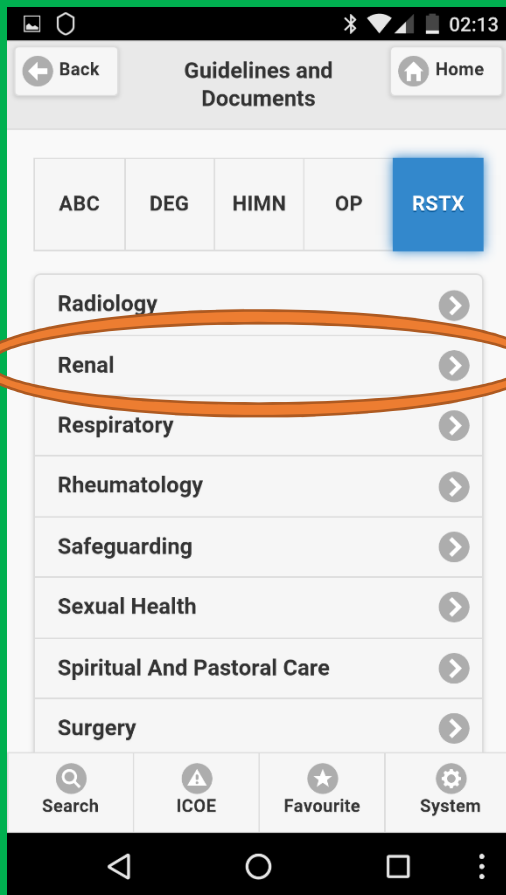 02:13
Back
Guidelines and
Documents
Home
ABC DEG HIMN OP RSTX
Radiology
Renal
Respiratory
Rheumatology
Safeguarding
Sexual Health
Spiritual And Pastoral Care
Surgery
Search ICOE Favourite System